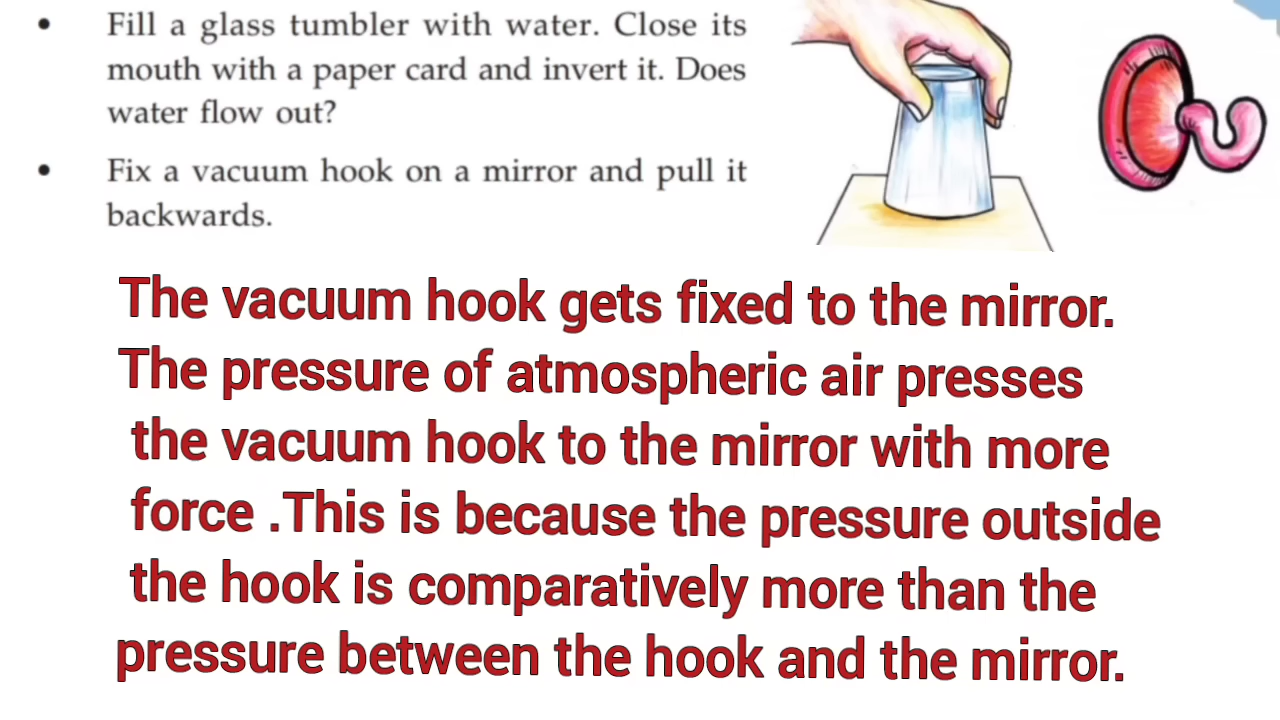 • Fill a glass tumbler with water. Close its
mouth with a paper card and invert it. Does
water flow out?
• Fix a vacuum hook on a mirror and pull it
backwards.
The vacuum hook gets fixed to the mirror.
The pressure of atmospheric air presses
the vacuum hook to the mirror with more
force .This is because the pressure outside
the hook is comparatively more than the
pressure between the hook and the mirror.